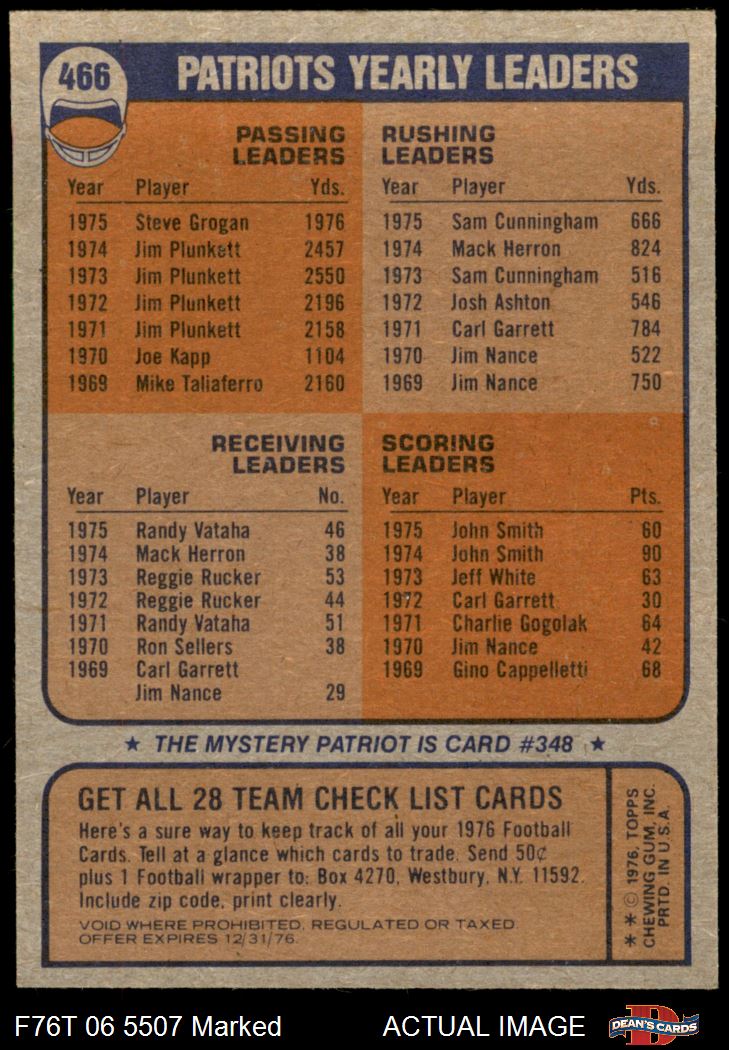 466
PATRIOTS YEARLY LEADERS
PASSING
LEADERS
Year Player Yds.
1975 Steve Grogan 1976
1974 Jim Plunkett 2457
1973 Jim Plunkett 2550
1972 Jim Plunkett 2196
1971 Jim Plunkett 2158
1970 Joe Kapp 1104
1969 Mike Taliaferro 2160
RUSHING
LEADERS
Year Player Yds.
1975 Sam Cunningham 666
1974 Mack Herron 824
1973 Sam Cunningham 516
1972 Josh Ashton 546
1971 Carl Garrett 784
1970 Jim Nance 522
1969 Jim Nance 750
RECEIVING
LEADERS
Year Player No.
1975 Randy Vataha 46
1974 Mack Herron 38
1973 Reggie Rucker 53
1972 Reggie Rucker 44
1971 Randy Vataha 51
1970 Ron Sellers 38
1969 Carl Garrett
Jim Nance 29
SCORING
LEADERS
Year Player Pts.
1975 John Smith 60
1974 John Smith 90
1973 Jeff White 63
1972 Carl Garrett 30
1971 Charlie Gogolak 64
1970 Jim Nance 42
1969 Gino Cappelletti 68
★ THE MYSTERY PATRIOT IS CARD #348 ★
GET ALL 28 TEAM CHECK LIST CARDS
Here's a sure way to keep track of all your 1976 Football
Cards. Tell at a glance which cards to trade. Send 50¢
plus 1 Football wrapper to: Box 4270, Westbury, N.Y. 11592.
Include zip code, print clearly.
VOID WHERE PROHIBITED, REGULATED OR TAXED.
OFFER EXPIRES 12/31/76.
* * © 1976, TOPPS
CHEWING GUM, INC.
PRTD. IN U.S.A.
F76T 06 5507 Marked ACTUAL IMAGE
DEAN'S CARDS